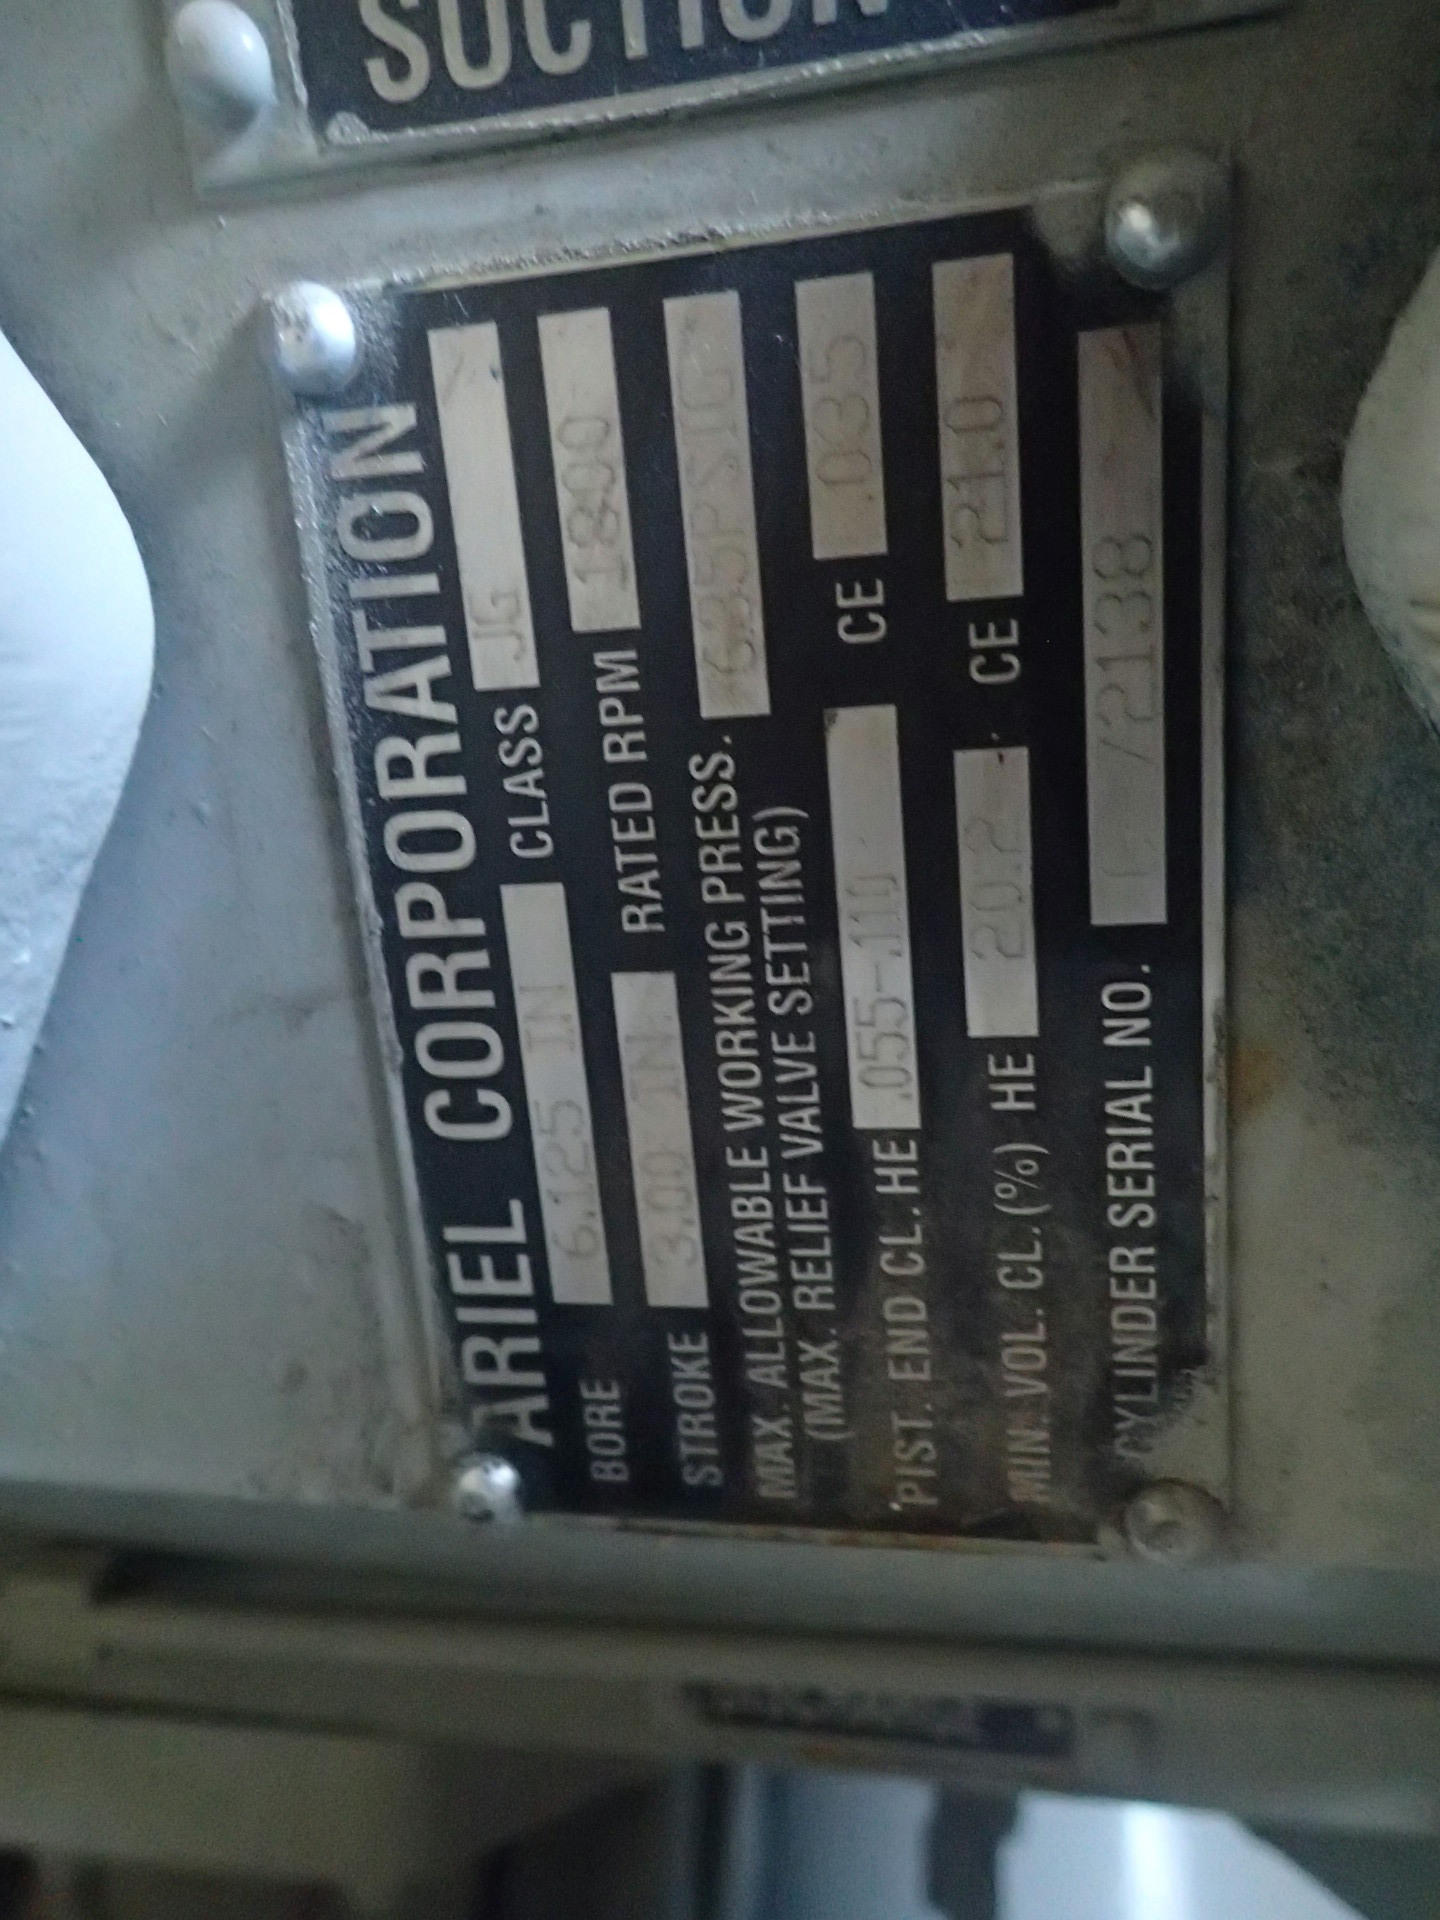 SUCTION
ARIEL CORPORATION
BORE 6.125 IN CLASS JG
STROKE 3.00 IN RATED RPM 1800
MAX. ALLOWABLE WORKING PRESS. 635PSIG
(MAX. RELIEF VALVE SETTING)
PIST. END CL. HE .055-.110 CE .035
MIN. VOL. CL. (%) HE 20.2 CE 21.0
CYLINDER SERIAL NO.